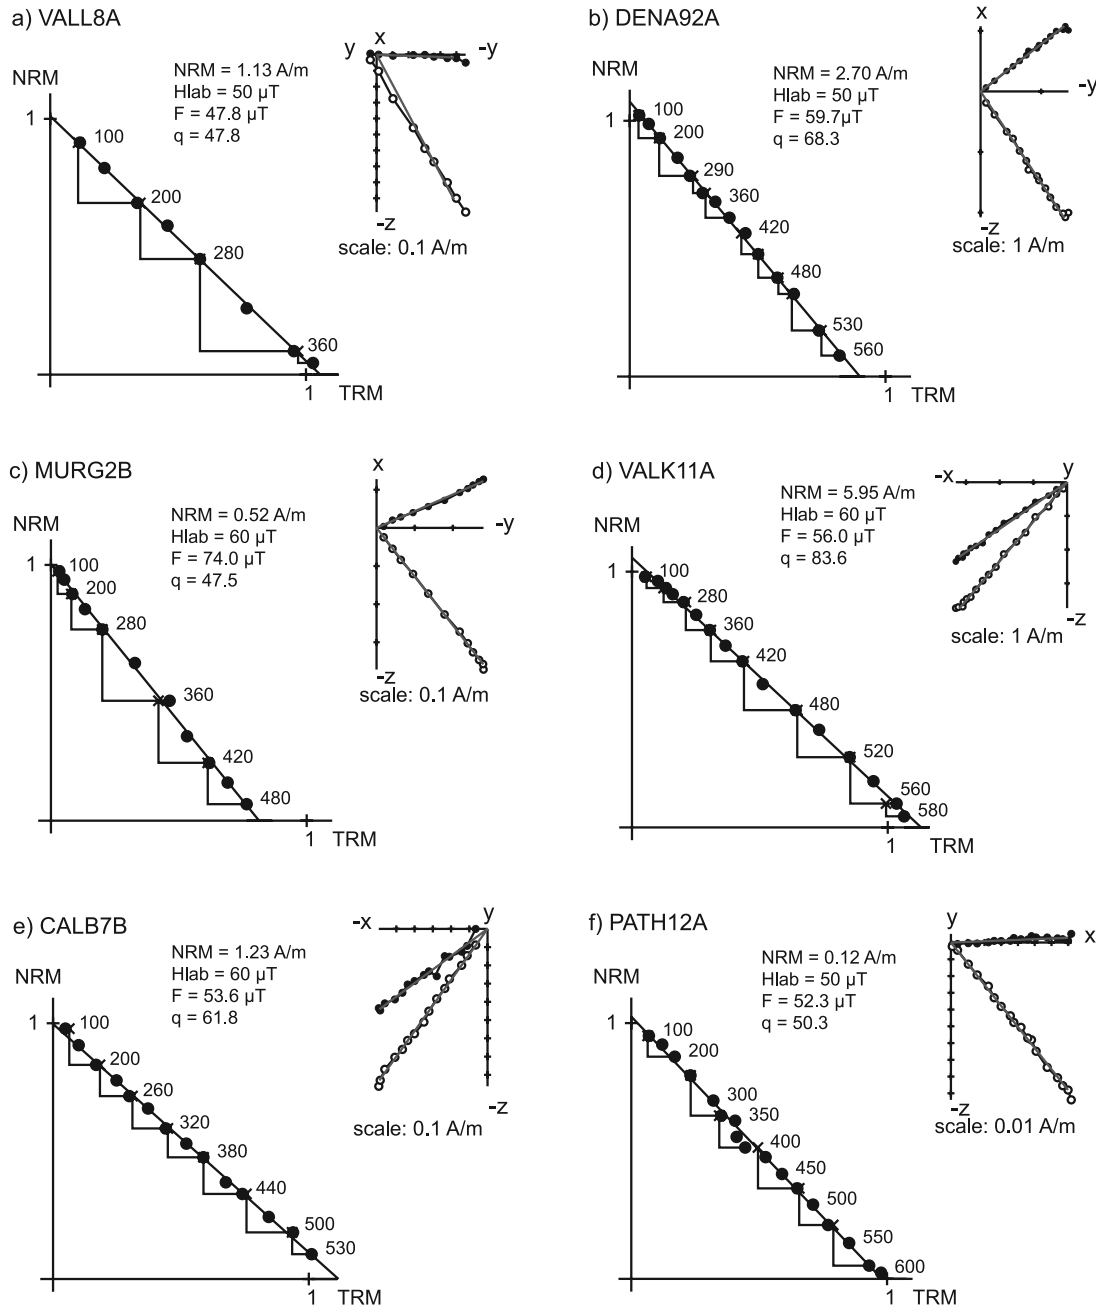 a) VALL8A
NRM
1
100
200
280
360
1
TRM
NRM = 1.13 A/m
Hlab = 50 µT
F = 47.8 µT
q = 47.8
y
x
-y
-z
scale: 0.1 A/m
b) DENA92A
NRM
1
100
200
290
360
420
480
530
560
1
TRM
NRM = 2.70 A/m
Hlab = 50 µT
F = 59.7µT
q = 68.3
x
-y
-z
scale: 1 A/m
c) MURG2B
NRM
1
100
200
280
360
420
480
1
TRM
NRM = 0.52 A/m
Hlab = 60 µT
F = 74.0 µT
q = 47.5
x
-y
-z
scale: 0.1 A/m
d) VALK11A
NRM
1
100
280
360
420
480
520
560
580
1
TRM
NRM = 5.95 A/m
Hlab = 60 µT
F = 56.0 µT
q = 83.6
-x
y
-z
scale: 1 A/m
e) CALB7B
NRM
1
100
200
260
320
380
440
500
530
1
TRM
NRM = 1.23 A/m
Hlab = 60 µT
F = 53.6 µT
q = 61.8
-x
y
-z
scale: 0.1 A/m
f) PATH12A
NRM
1
100
200
300
350
400
450
500
550
600
1
TRM
NRM = 0.12 A/m
Hlab = 50 µT
F = 52.3 µT
q = 50.3
y
x
-z
scale: 0.01 A/m